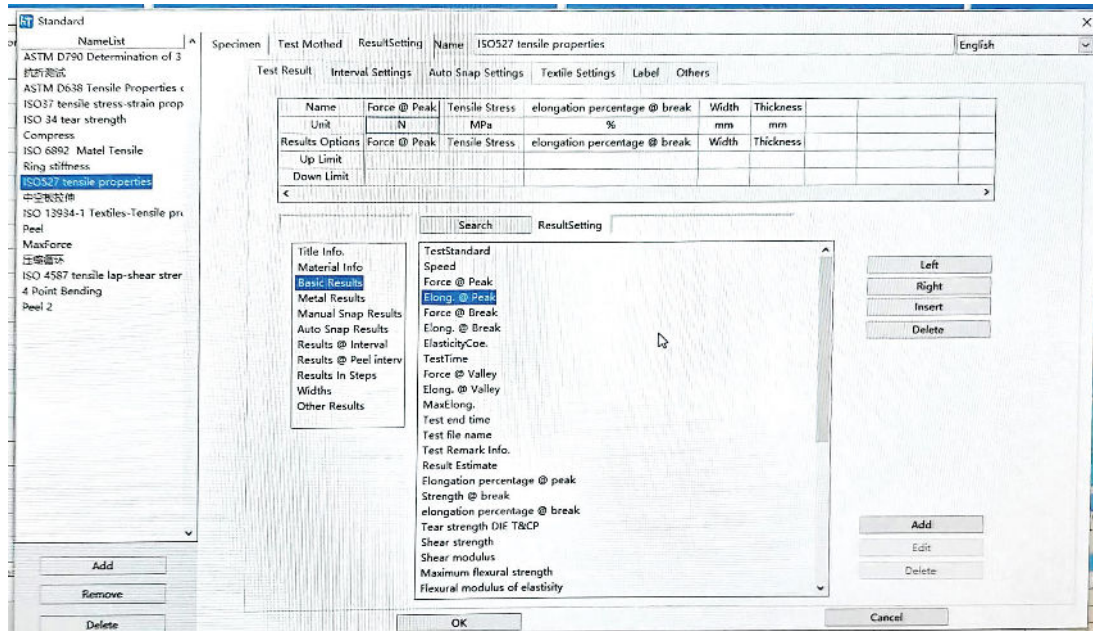 Standard
NameList
ASTM D790 Determination of 3
抗折测试
ASTM D638 Tensile Properties c
ISO37 tensile stress-strain prop
ISO 34 tear strength
Compress
ISO 6892 Matel Tensile
Ring stiffness
ISO527 tensile properties
中空板拉伸
ISO 13934-1 Textiles-Tensile pro
Peel
MaxForce
压缩循环
ISO 4587 tensile lap-shear strer
4 Point Bending
Peel 2
Add
Remove
Delete
Specimen Test Mothed ResultSetting Name ISO527 tensile properties English
Test Result Interval Settings Auto Snap Settings Textile Settings Label Others
Name Force @ Peak Tensile Stress elongation percentage @ break Width Thickness
Unit N MPa % mm mm
Results Options Force @ Peak Tensile Stress elongation percentage @ break Width Thickness
Up Limit
Down Limit
Search ResultSetting
Title Info.
Material Info
Basic Results
Metal Results
Manual Snap Results
Auto Snap Results
Results @ Interval
Results @ Peel interv
Results In Steps
Widths
Other Results
TestStandard
Speed
Force @ Peak
Elong. @ Peak
Force @ Break
Elong. @ Break
ElasticityCoe.
TestTime
Force @ Valley
Elong. @ Valley
MaxElong.
Test end time
Test file name
Test Remark Info.
Result Estimate
Elongation percentage @ peak
Strength @ break
elongation percentage @ break
Tear strength DIE T&CP
Shear strength
Shear modulus
Maximum flexural strength
Flexural modulus of elastisity
Left
Right
Insert
Delete
Add
Edit
Delete
OK
Cancel